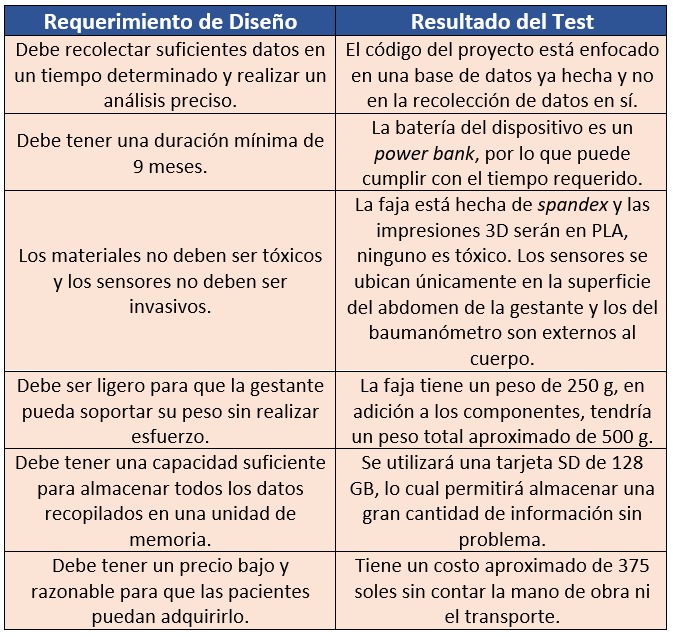 Requerimiento de Diseño
Resultado del Test
Debe recolectar suficientes datos en
un tiempo determinado y realizar un
análisis preciso.
El código del proyecto está enfocado
en una base de datos ya hecha y no
en la recolección de datos en sí.
Debe tener una duración mínima de
9 meses.
La batería del dispositivo es un
power bank, por lo que puede
cumplir con el tiempo requerido.
Los materiales no deben ser tóxicos
y los sensores no deben ser
invasivos.
La faja está hecha de spandex y las
impresiones 3D serán en PLA,
ninguno es tóxico. Los sensores se
ubican únicamente en la superficie
del abdomen de la gestante y los del
baumanómetro son externos al
cuerpo.
Debe ser ligero para que la gestante
pueda soportar su peso sin realizar
esfuerzo.
La faja tiene un peso de 250 g, en
adición a los componentes, tendría
un peso total aproximado de 500 g.
Debe tener una capacidad suficiente
para almacenar todos los datos
recopilados en una unidad de
memoria.
Se utilizará una tarjeta SD de 128
GB, lo cual permitirá almacenar una
gran cantidad de información sin
problema.
Debe tener un precio bajo y
razonable para que las pacientes
puedan adquirirlo.
Tiene un costo aproximado de 375
soles sin contar la mano de obra ni
el transporte.